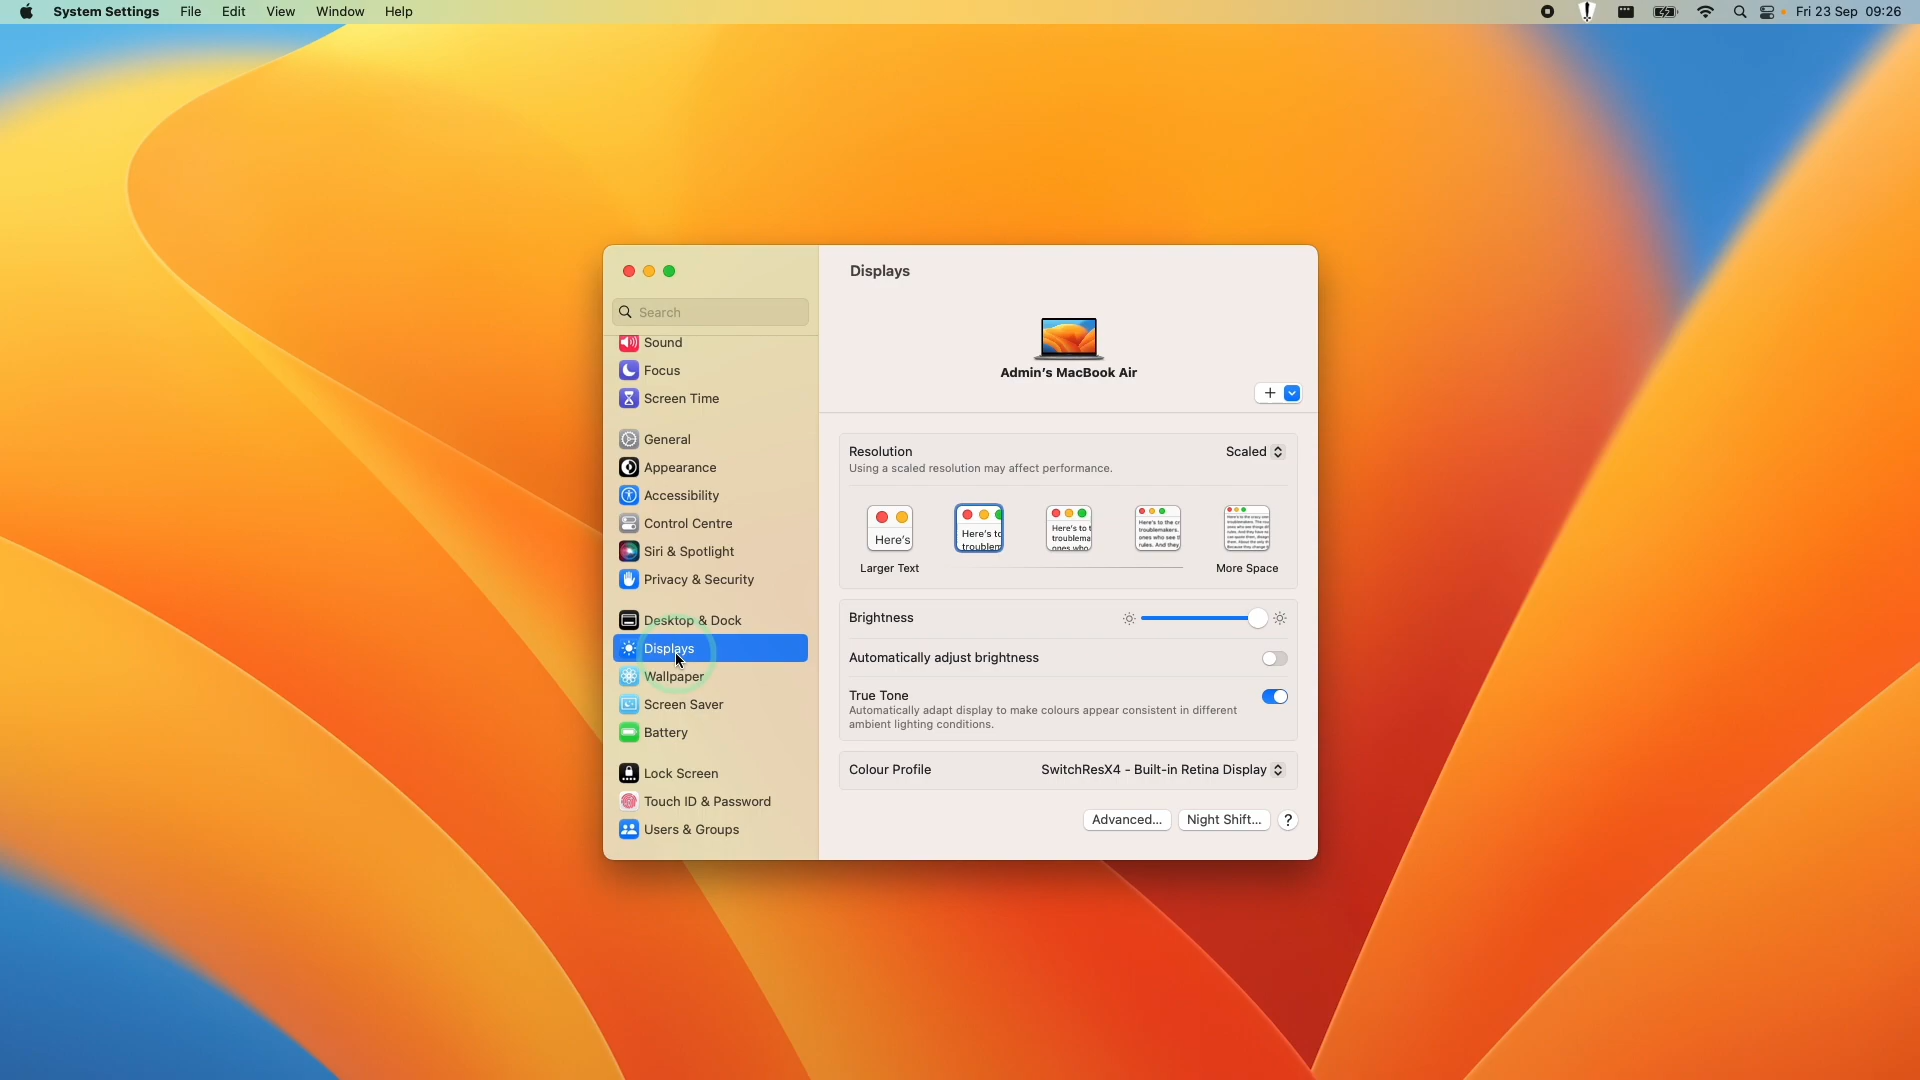 System Settings File Edit View Window Help Fri 23 Sep 09:26
Search
Sound
Focus
Screen Time
General
Appearance
Accessibility
Control Centre
Siri & Spotlight
Privacy & Security
Desktop & Dock
Displays
Wallpaper
Screen Saver
Battery
Lock Screen
Touch ID & Password
Users & Groups
Displays
Admin's MacBook Air
Resolution Scaled
Using a scaled resolution may affect performance.
Here's
Here's to
troublem
Here's to t
troublema
ones who
Here's to the cr
troublemakers.
ones who see t
rules. And they
Larger Text More Space
Brightness
Automatically adjust brightness
True Tone
Automatically adapt display to make colours appear consistent in different
ambient lighting conditions.
Colour Profile SwitchResX4 - Built-in Retina Display
Advanced... Night Shift... ?